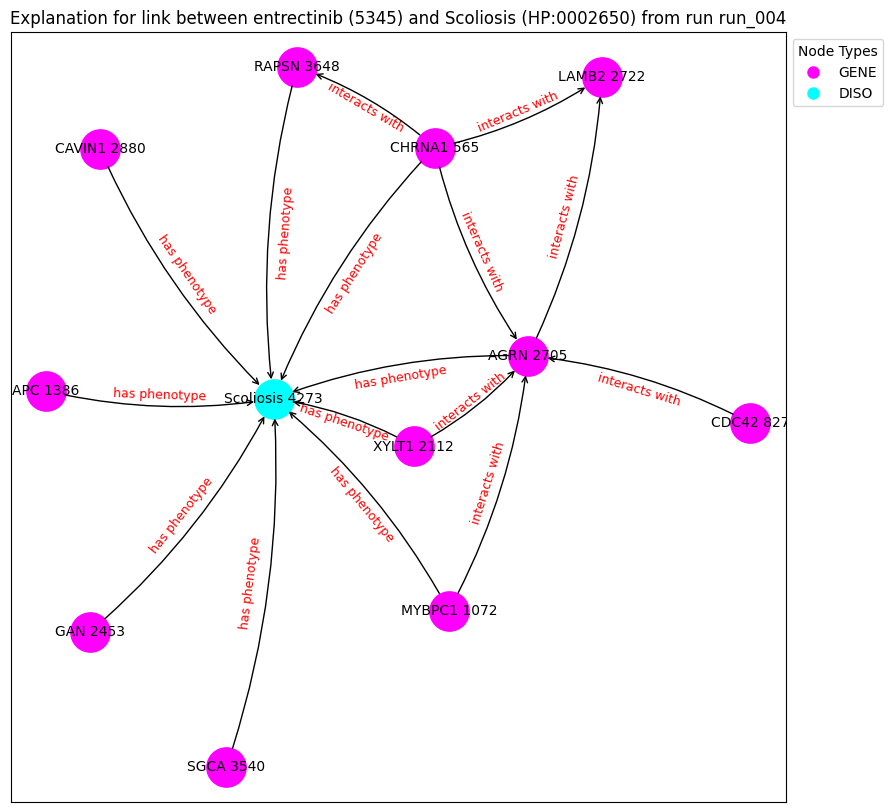 Explanation for link between entrectinib (5345) and Scoliosis (HP:0002650) from run run_004
Node Types
GENE
DISO
RAPSN 3648
LAMB2 2722
interacts with
interacts with
CAVIN1 2880
CHRNA1 565
has phenotype
has phenotype
has phenotype
interacts with
interacts with
AGRN 2705
has phenotype
interacts with
APC 1386
has phenotype
Scoliosis 4273
has phenotype
interacts with
CDC42 827
XYLT1 2112
has phenotype
has phenotype
interacts with
has phenotype
MYBPC1 1072
GAN 2453
SGCA 3540